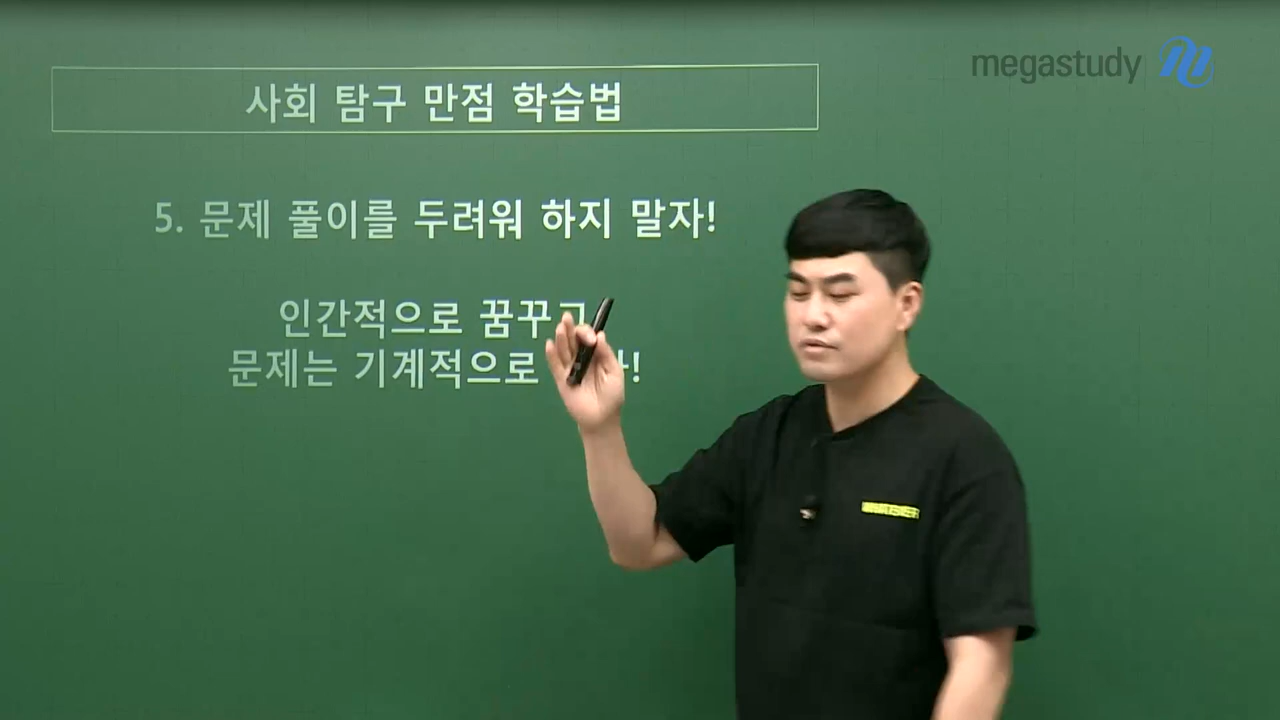 megastudy
사회 탐구 만점 학습법
5. 문제 풀이를 두려워 하지 말자!
인간적으로 꿈꾸고
문제는 기계적으로